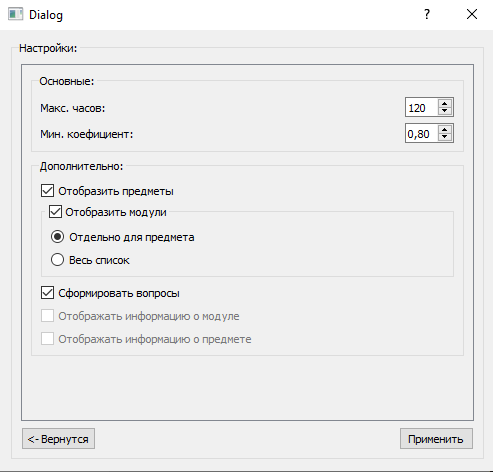 Dialog ?
Настройки:
Основные:
Макс. часов: 120
Мин. коефициент: 0,80
Дополнительно:
Отобразить предметы
Отобразить модули
Отдельно для предмета
Весь список
Сформировать вопросы
Отображать информацию о модуле
Отображать информацию о предмете
<- Вернутся Применить